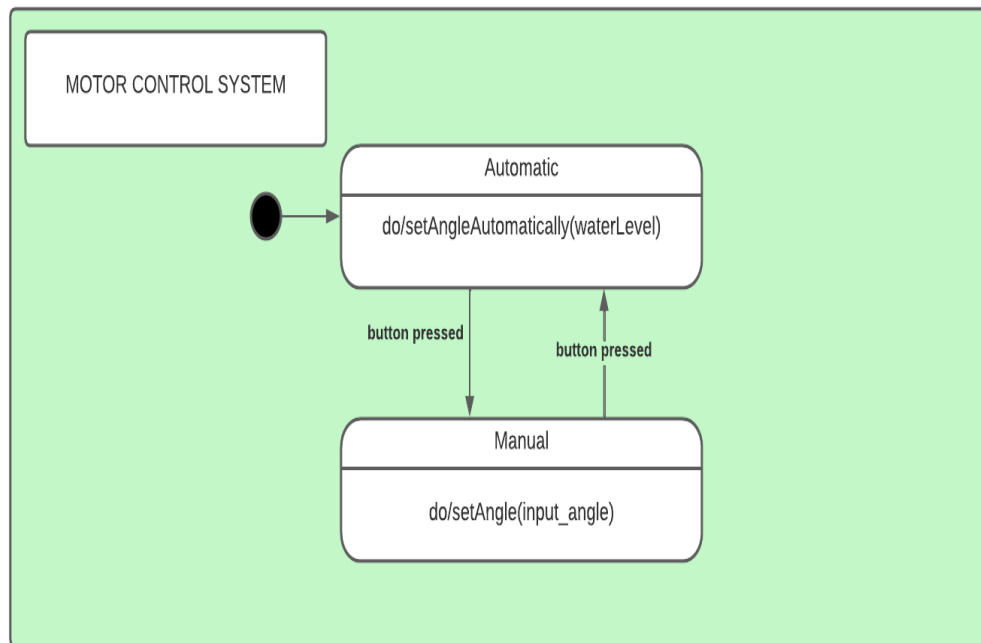 MOTOR CONTROL SYSTEM
Automatic
do/setAngleAutomatically(waterLevel)
button pressed
button pressed
Manual
do/setAngle(input_angle)